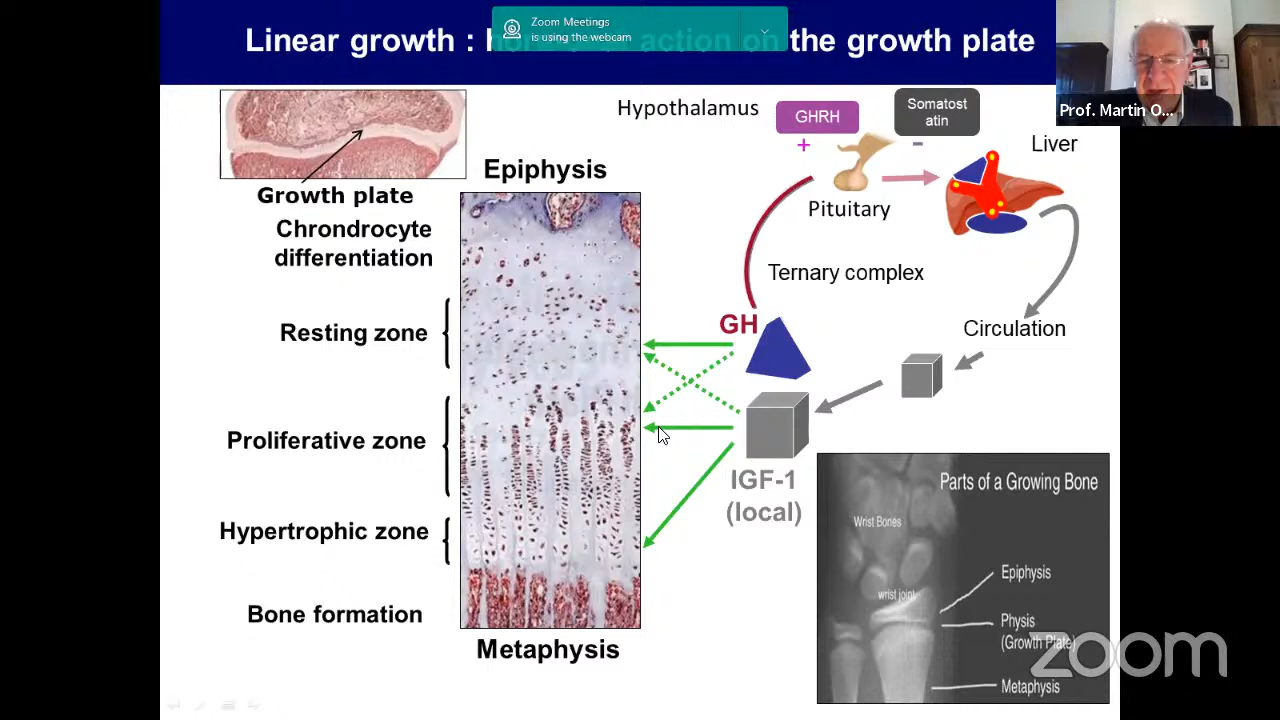 Zoom Meetings
is using the webcam
Linear growth : h action on the growth plate
Prof. Martin O...
Hypothalamus
GHRH
Somatost
atin
+
-
Liver
Pituitary
Growth plate
Epiphysis
Chrondrocyte
differentiation
Ternary complex
Resting zone
GH
Circulation
Proliferative zone
IGF-1
(local)
Hypertrophic zone
Bone formation
Metaphysis
Parts of a Growing Bone
Wrist Bones
wrist joint
Epiphysis
Physis
(Growth Plate)
Metaphysis
zoom